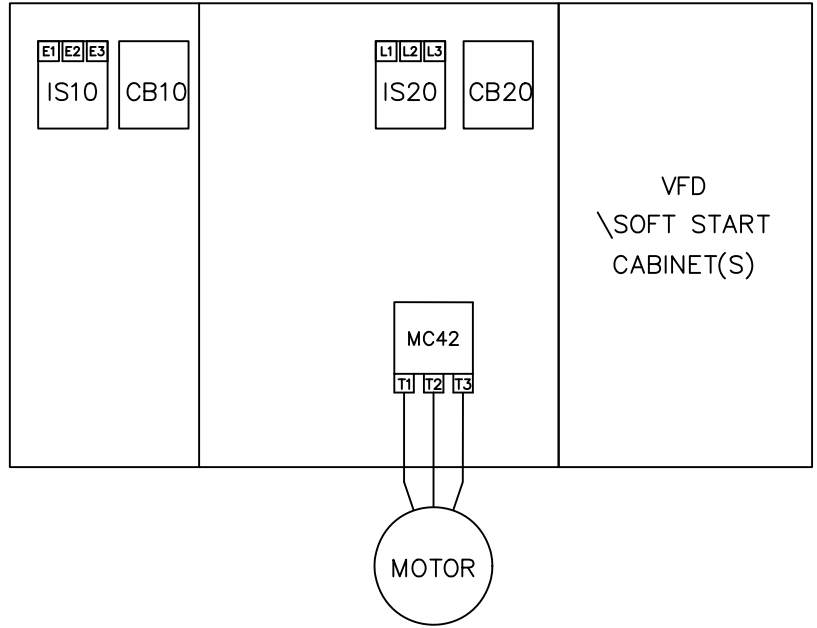 E1 E2 E3
IS10
CB10
L1 L2 L3
IS20
CB20
VFD
\SOFT START
CABINET(S)
MC42
T1 T2 T3
MOTOR